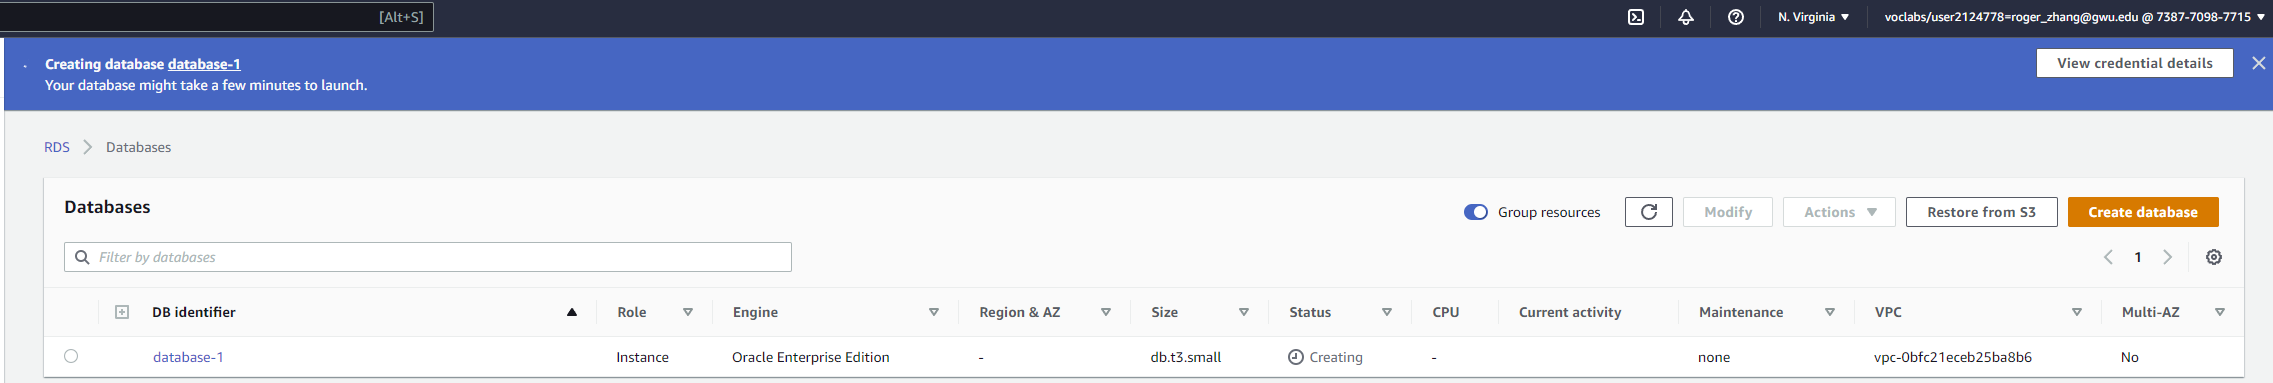 [Alt+S] N. Virginia ▼ voclabs/user2124778=roger_zhang@gwu.edu @ 7387-7098-7715 ▼
Creating database database-1
Your database might take a few minutes to launch.
View credential details
RDS > Databases
Databases
Group resources Modify Actions Restore from S3 Create database
Filter by databases
1
DB identifier Role Engine Region & AZ Size Status CPU Current activity Maintenance VPC Multi-AZ
database-1 Instance Oracle Enterprise Edition - db.t3.small Creating - none vpc-0bfc21eceb25ba8b6 No